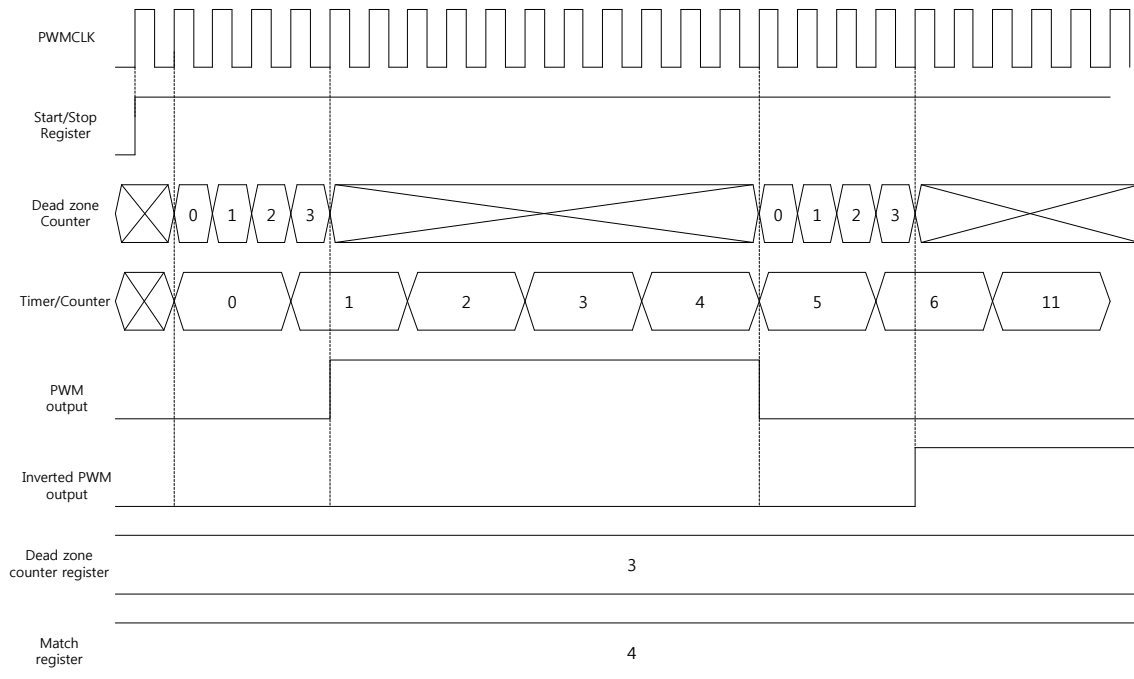 PWMCLK
Start/Stop
Register
Dead zone
Counter
0 1 2 3 0 1 2 3
Timer/Counter
0 1 2 3 4 5 6 11
PWM
output
Inverted PWM
output
Dead zone
counter register
3
Match
register
4